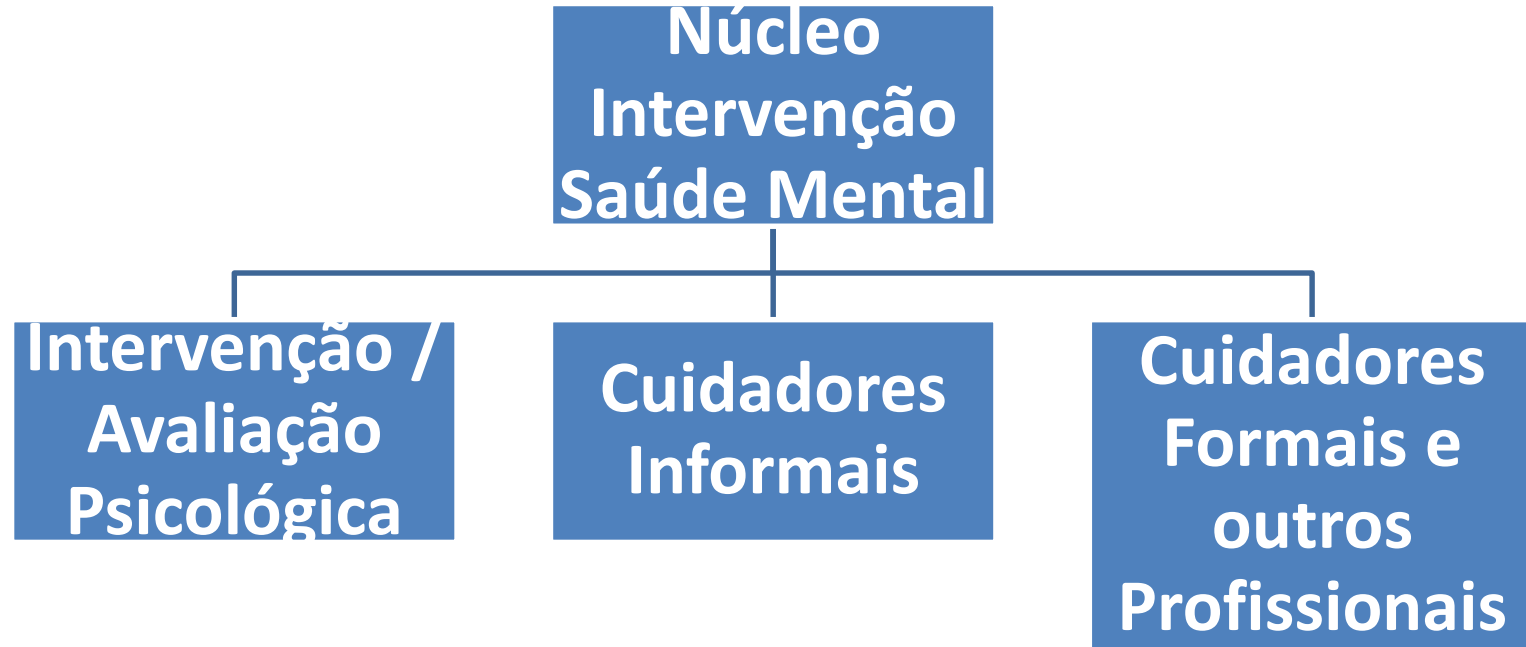 Núcleo
Intervenção
Saúde Mental
Intervenção /
Avaliação
Psicológica
Cuidadores
Informais
Cuidadores
Formais e
outros
Profissionais